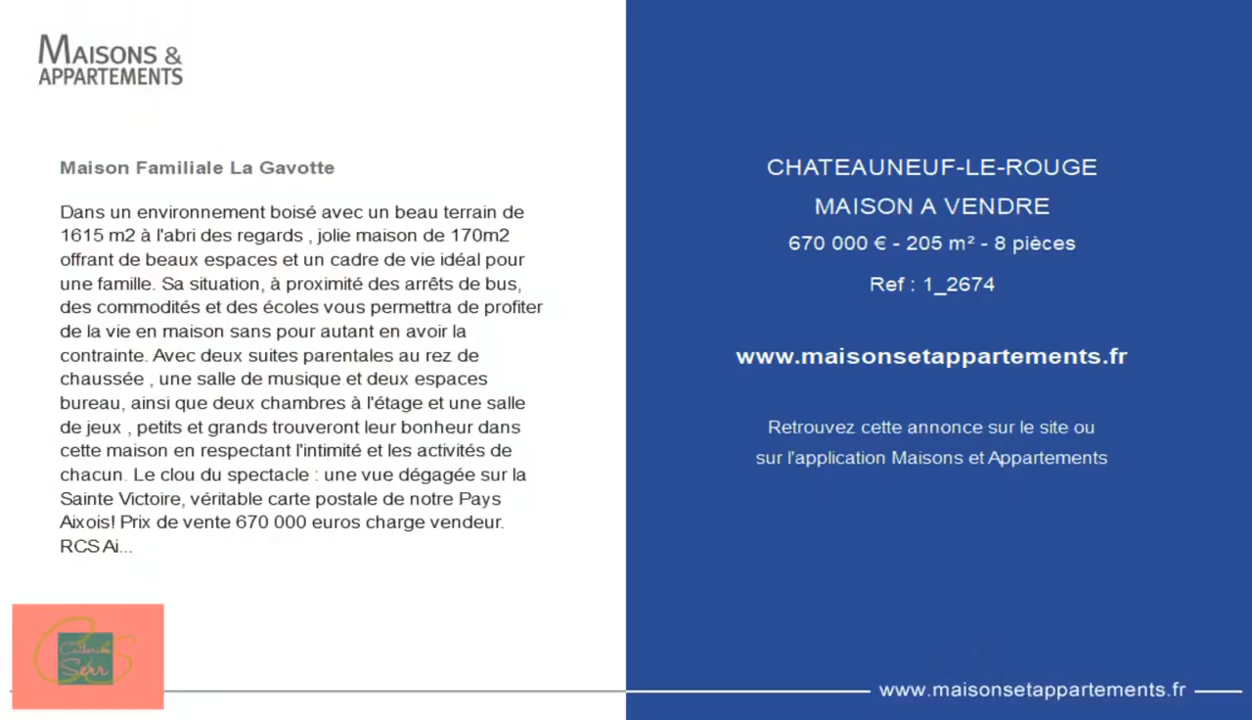 MAISONS &
APPARTEMENTS
Maison Familiale La Gavotte
Dans un environnement boisé avec un beau terrain de
1615 m2 à l'abri des regards , jolie maison de 170m2
offrant de beaux espaces et un cadre de vie idéal pour
une famille. Sa situation, à proximité des arrêts de bus,
des commodités et des écoles vous permettra de profiter
de la vie en maison sans pour autant en avoir la
contrainte. Avec deux suites parentales au rez de
chaussée , une salle de musique et deux espaces
bureau, ainsi que deux chambres à l'étage et une salle
de jeux , petits et grands trouveront leur bonheur dans
cette maison en respectant l'intimité et les activités de
chacun. Le clou du spectacle : une vue dégagée sur la
Sainte Victoire, véritable carte postale de notre Pays
Aixois! Prix de vente 670 000 euros charge vendeur.
RCS Ai...
Catherine
Serr
CHATEAUNEUF-LE-ROUGE
MAISON A VENDRE
670 000 € - 205 m² - 8 pièces
Ref : 1_2674
www.maisonsetappartements.fr
Retrouvez cette annonce sur le site ou
sur l'application Maisons et Appartements
www.maisonsetappartements.fr